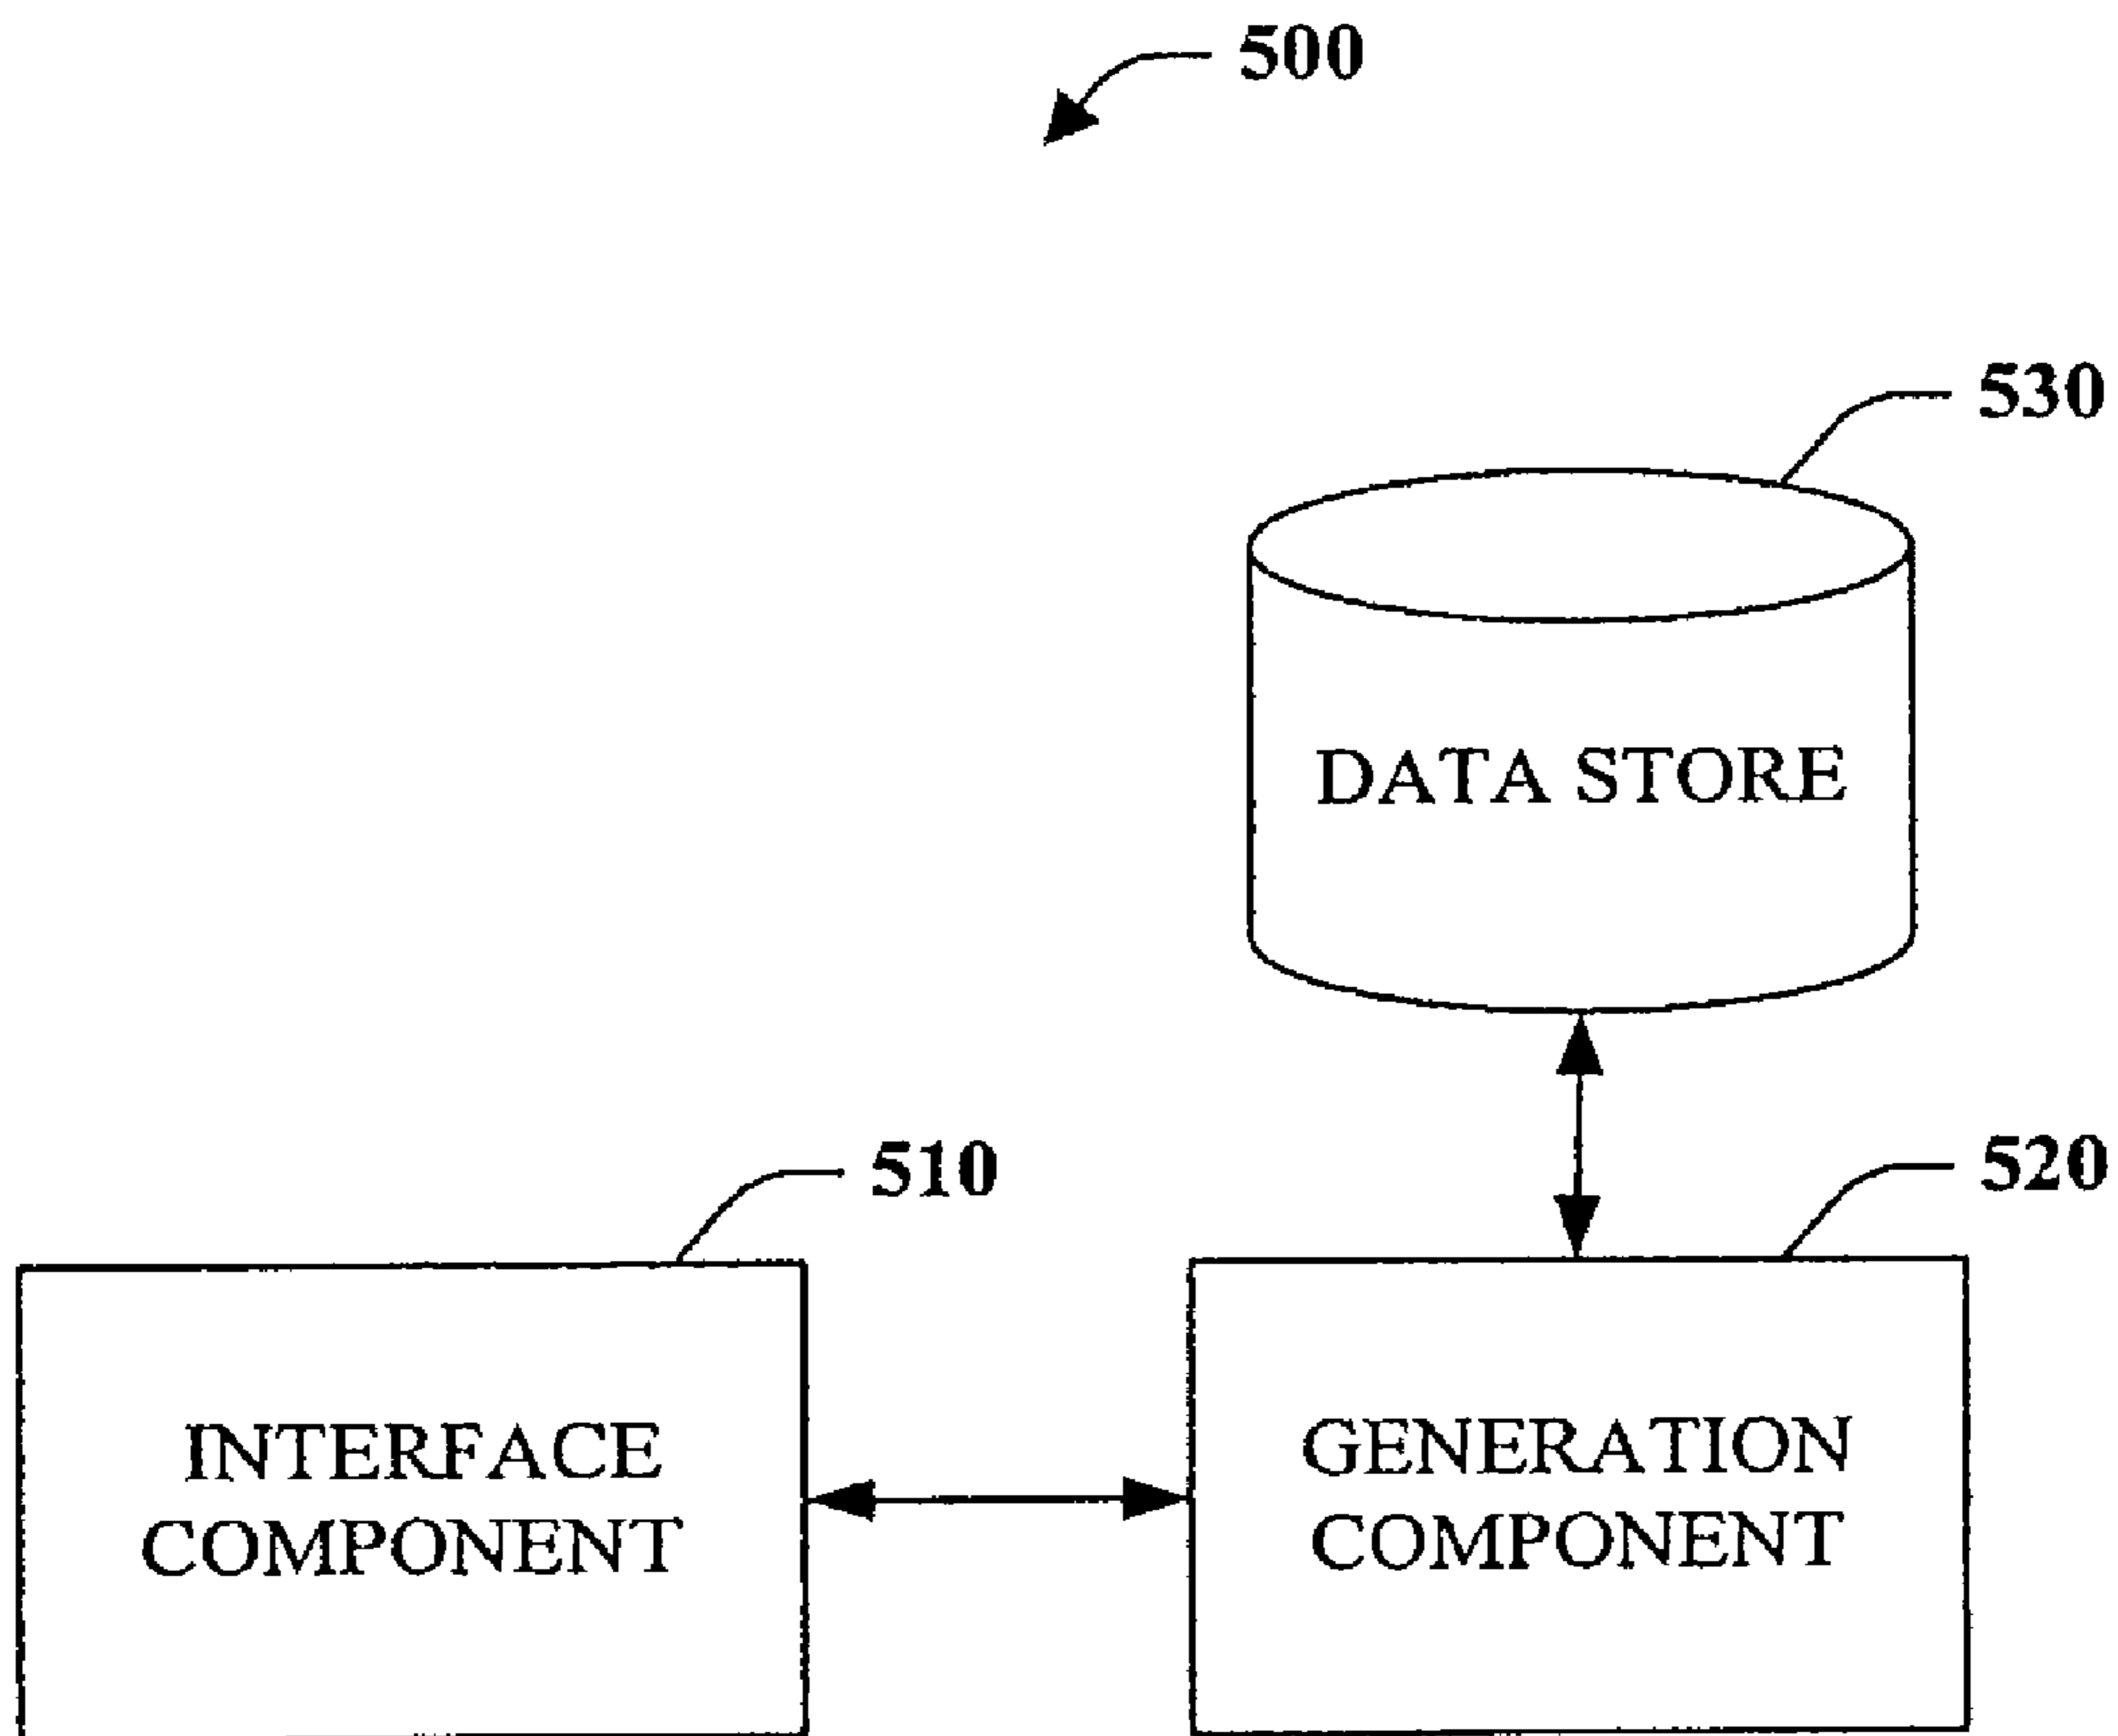 500
530
DATA STORE
510
520
INTERFACE
COMPONENT
GENERATION
COMPONENT